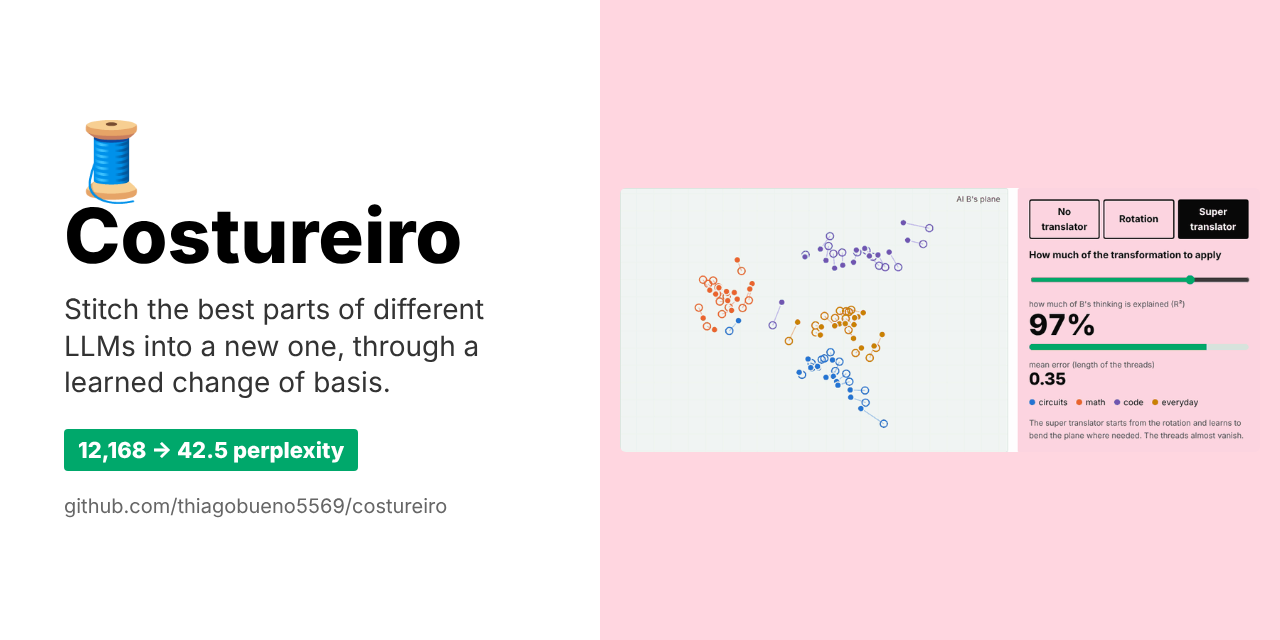 Costureiro
Stitch the best parts of different
LLMs into a new one, through a
learned change of basis.
12,168 → 42.5 perplexity
github.com/thiagobueno5569/costureiro
AI B's plane
No
translator
Rotation
Super
translator
How much of the transformation to apply
how much of B's thinking is explained (R²)
97%
mean error (length of the threads)
0.35
circuits math code everyday
The super translator starts from the rotation and learns to
bend the plane where needed. The threads almost vanish.